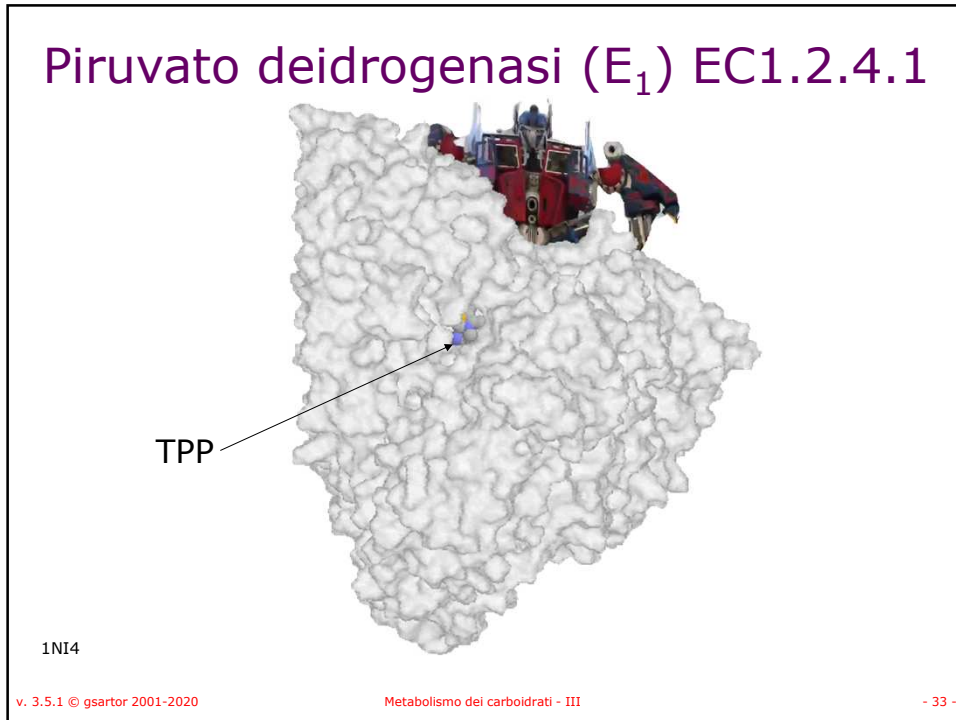 Piruvato deidrogenasi (E₁) EC1.2.4.1
TPP
1NI4
v. 3.5.1 © gsartor 2001-2020 Metabolismo dei carboidrati - III - 33 -